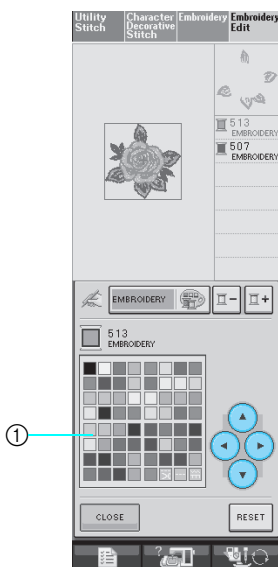 Utility Stitch
Character Decorative Stitch
Embroidery
Embroidery Edit
513
EMBROIDERY
507
EMBROIDERY
EMBROIDERY
-
+
513
EMBROIDERY
1
CLOSE
RESET
?